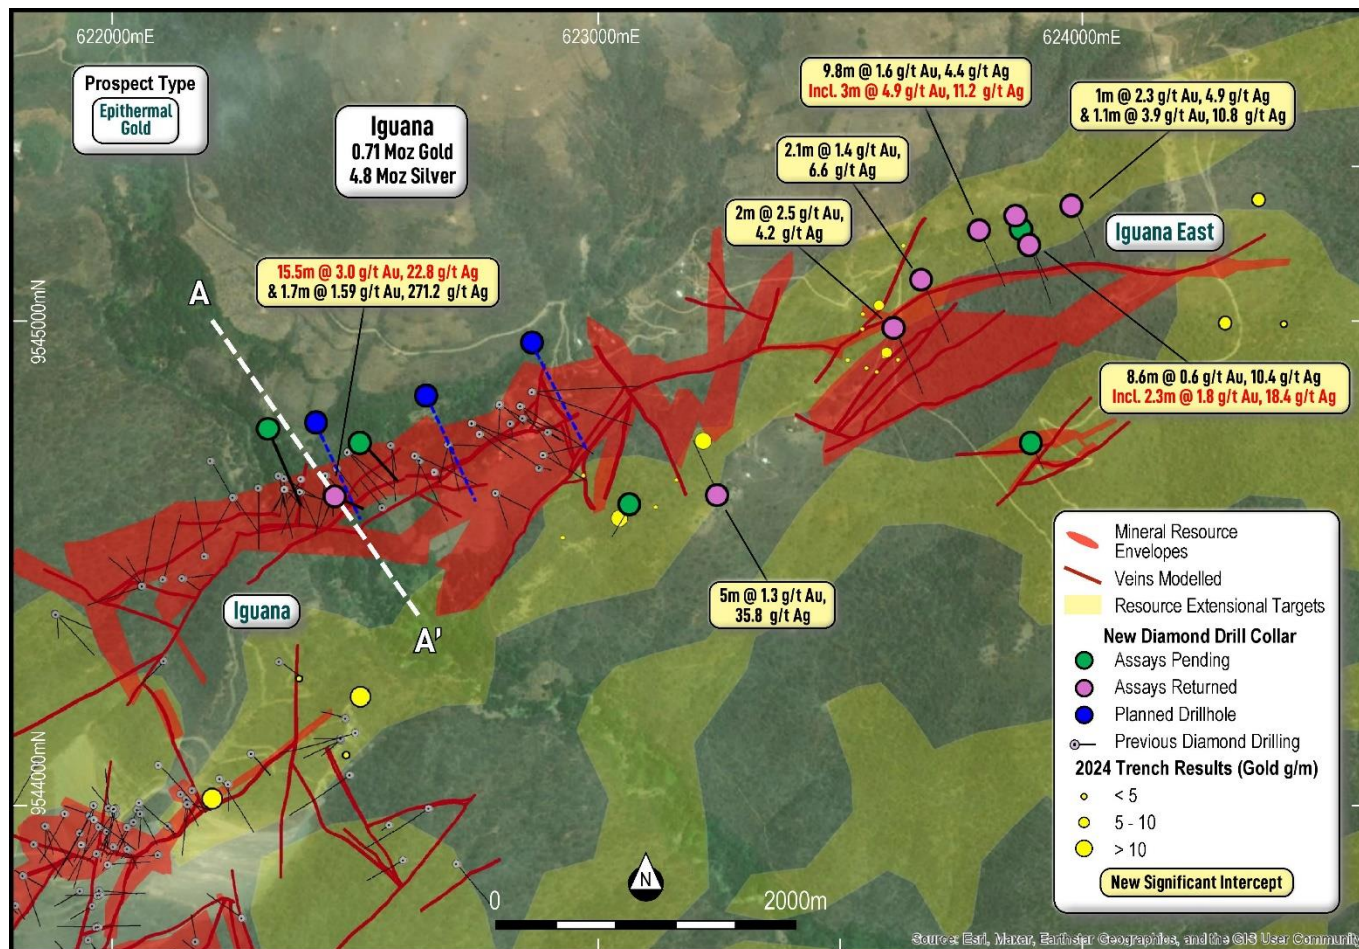 622000mE
623000mE
624000mE
Prospect Type
Epithermal
Gold
Iguana
0.71 Moz Gold
4.8 Moz Silver
9.8m @ 1.6 g/t Au, 4.4 g/t Ag
Incl. 3m @ 4.9 g/t Au, 11.2 g/t Ag
1m @ 2.3 g/t Au, 4.9 g/t Ag
& 1.1m @ 3.9 g/t Au, 10.8 g/t Ag
2.1m @ 1.4 g/t Au,
6.6 g/t Ag
2m @ 2.5 g/t Au,
4.2 g/t Ag
Iguana East
15.5m @ 3.0 g/t Au, 22.8 g/t Ag
& 1.7m @ 1.59 g/t Au, 271.2 g/t Ag
A
9545000mN
8.6m @ 0.6 g/t Au, 10.4 g/t Ag
Incl. 2.3m @ 1.8 g/t Au, 18.4 g/t Ag
5m @ 1.3 g/t Au,
35.8 g/t Ag
Iguana
A'
9544000mN
Mineral Resource
Envelopes
Veins Modelled
Resource Extensional Targets
New Diamond Drill Collar
Assays Pending
Assays Returned
Planned Drillhole
Previous Diamond Drilling
2024 Trench Results (Gold g/m)
< 5
5 - 10
> 10
New Significant Intercept
N
0
2000m
Source: Esri, Maxar, Earthstar Geographics, and the GIS User Community